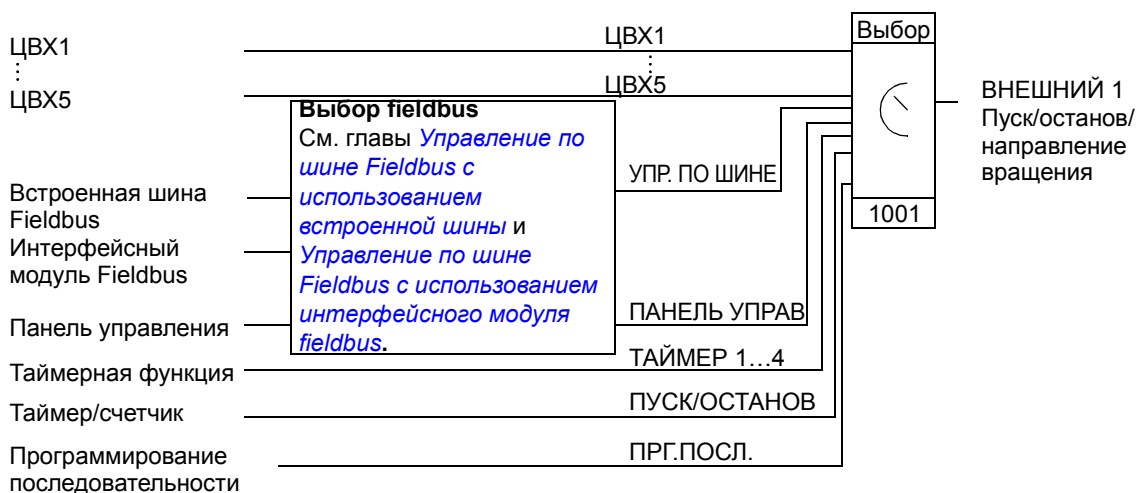 ЦВХ1
ЦВХ5
Встроенная шина
Fieldbus
Интерфейсный
модуль Fieldbus
Панель управления
Таймерная функция
Таймер/счетчик
Программирование
последовательности
Выбор fieldbus
См. главы Управление по
шине Fieldbus с
использованием
встроенной шины и
Управление по шине
Fieldbus с использованием
интерфейсного модуля
fieldbus.
ЦВХ1
ЦВХ5
УПР. ПО ШИНЕ
ПАНЕЛЬ УПРАВ
ТАЙМЕР 1…4
ПУСК/ОСТАНОВ
ПРГ.ПОСЛ.
Выбор
1001
ВНЕШНИЙ 1
Пуск/останов/
направление
вращения